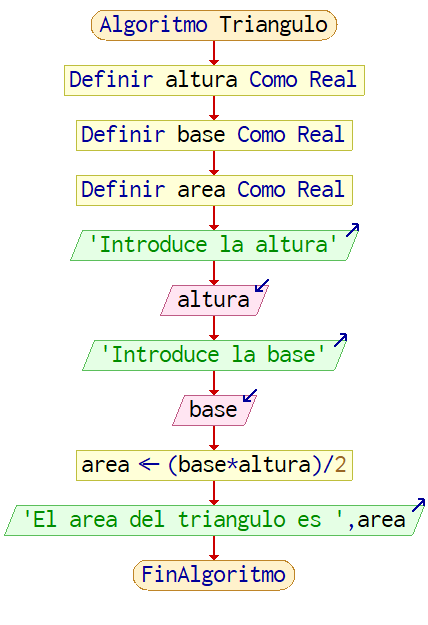 Algoritmo Triangulo
Definir altura Como Real
Definir base Como Real
Definir area Como Real
'Introduce la altura'
altura
'Introduce la base'
base
area ← (base*altura)/2
'El area del triangulo es ',area
FinAlgoritmo